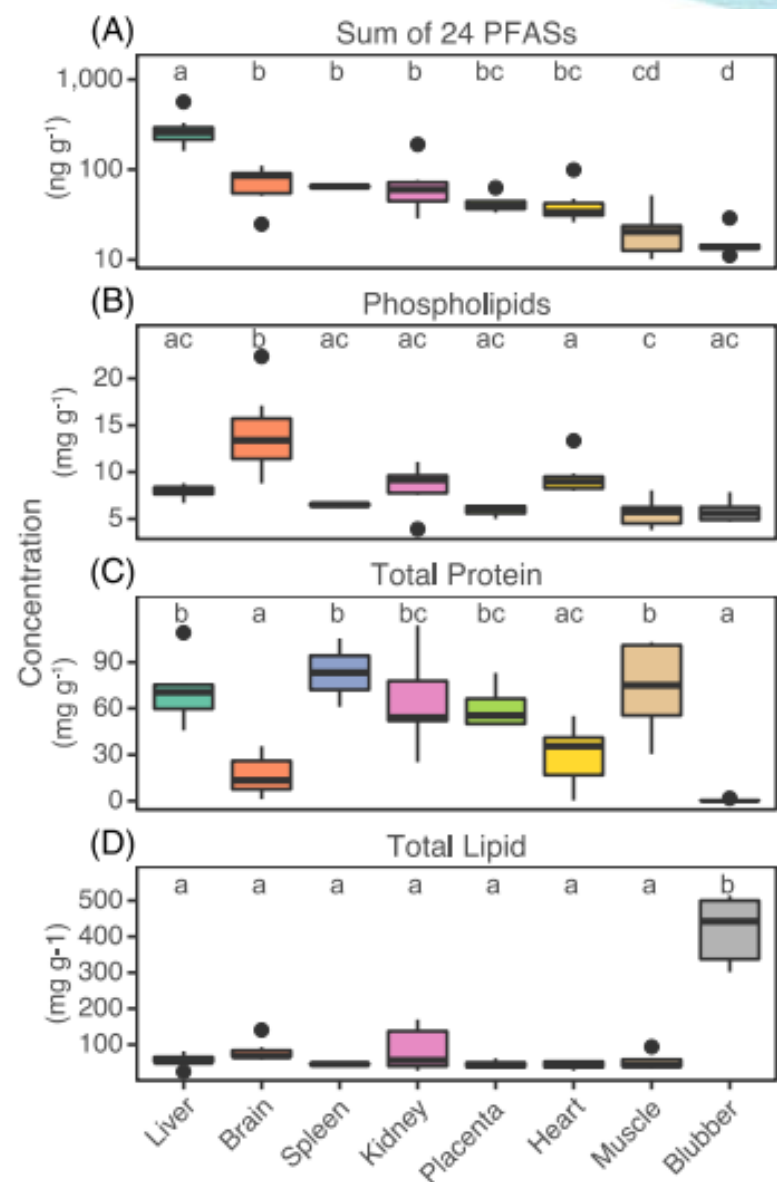 (A) Sum of 24 PFASs
a b b b bc bc cd d
1,000
100
10
(ng g⁻¹)
(B) Phospholipids
ac b ac ac ac a c ac
20
15
10
5
(mg g⁻¹)
Concentration
(C) Total Protein
b a b bc bc ac b a
90
60
30
0
(mg g⁻¹)
(D) Total Lipid
a a a a a a a b
500
400
300
200
100
(mg g-1)
Liver Brain Spleen Kidney Placenta Heart Muscle Blubber